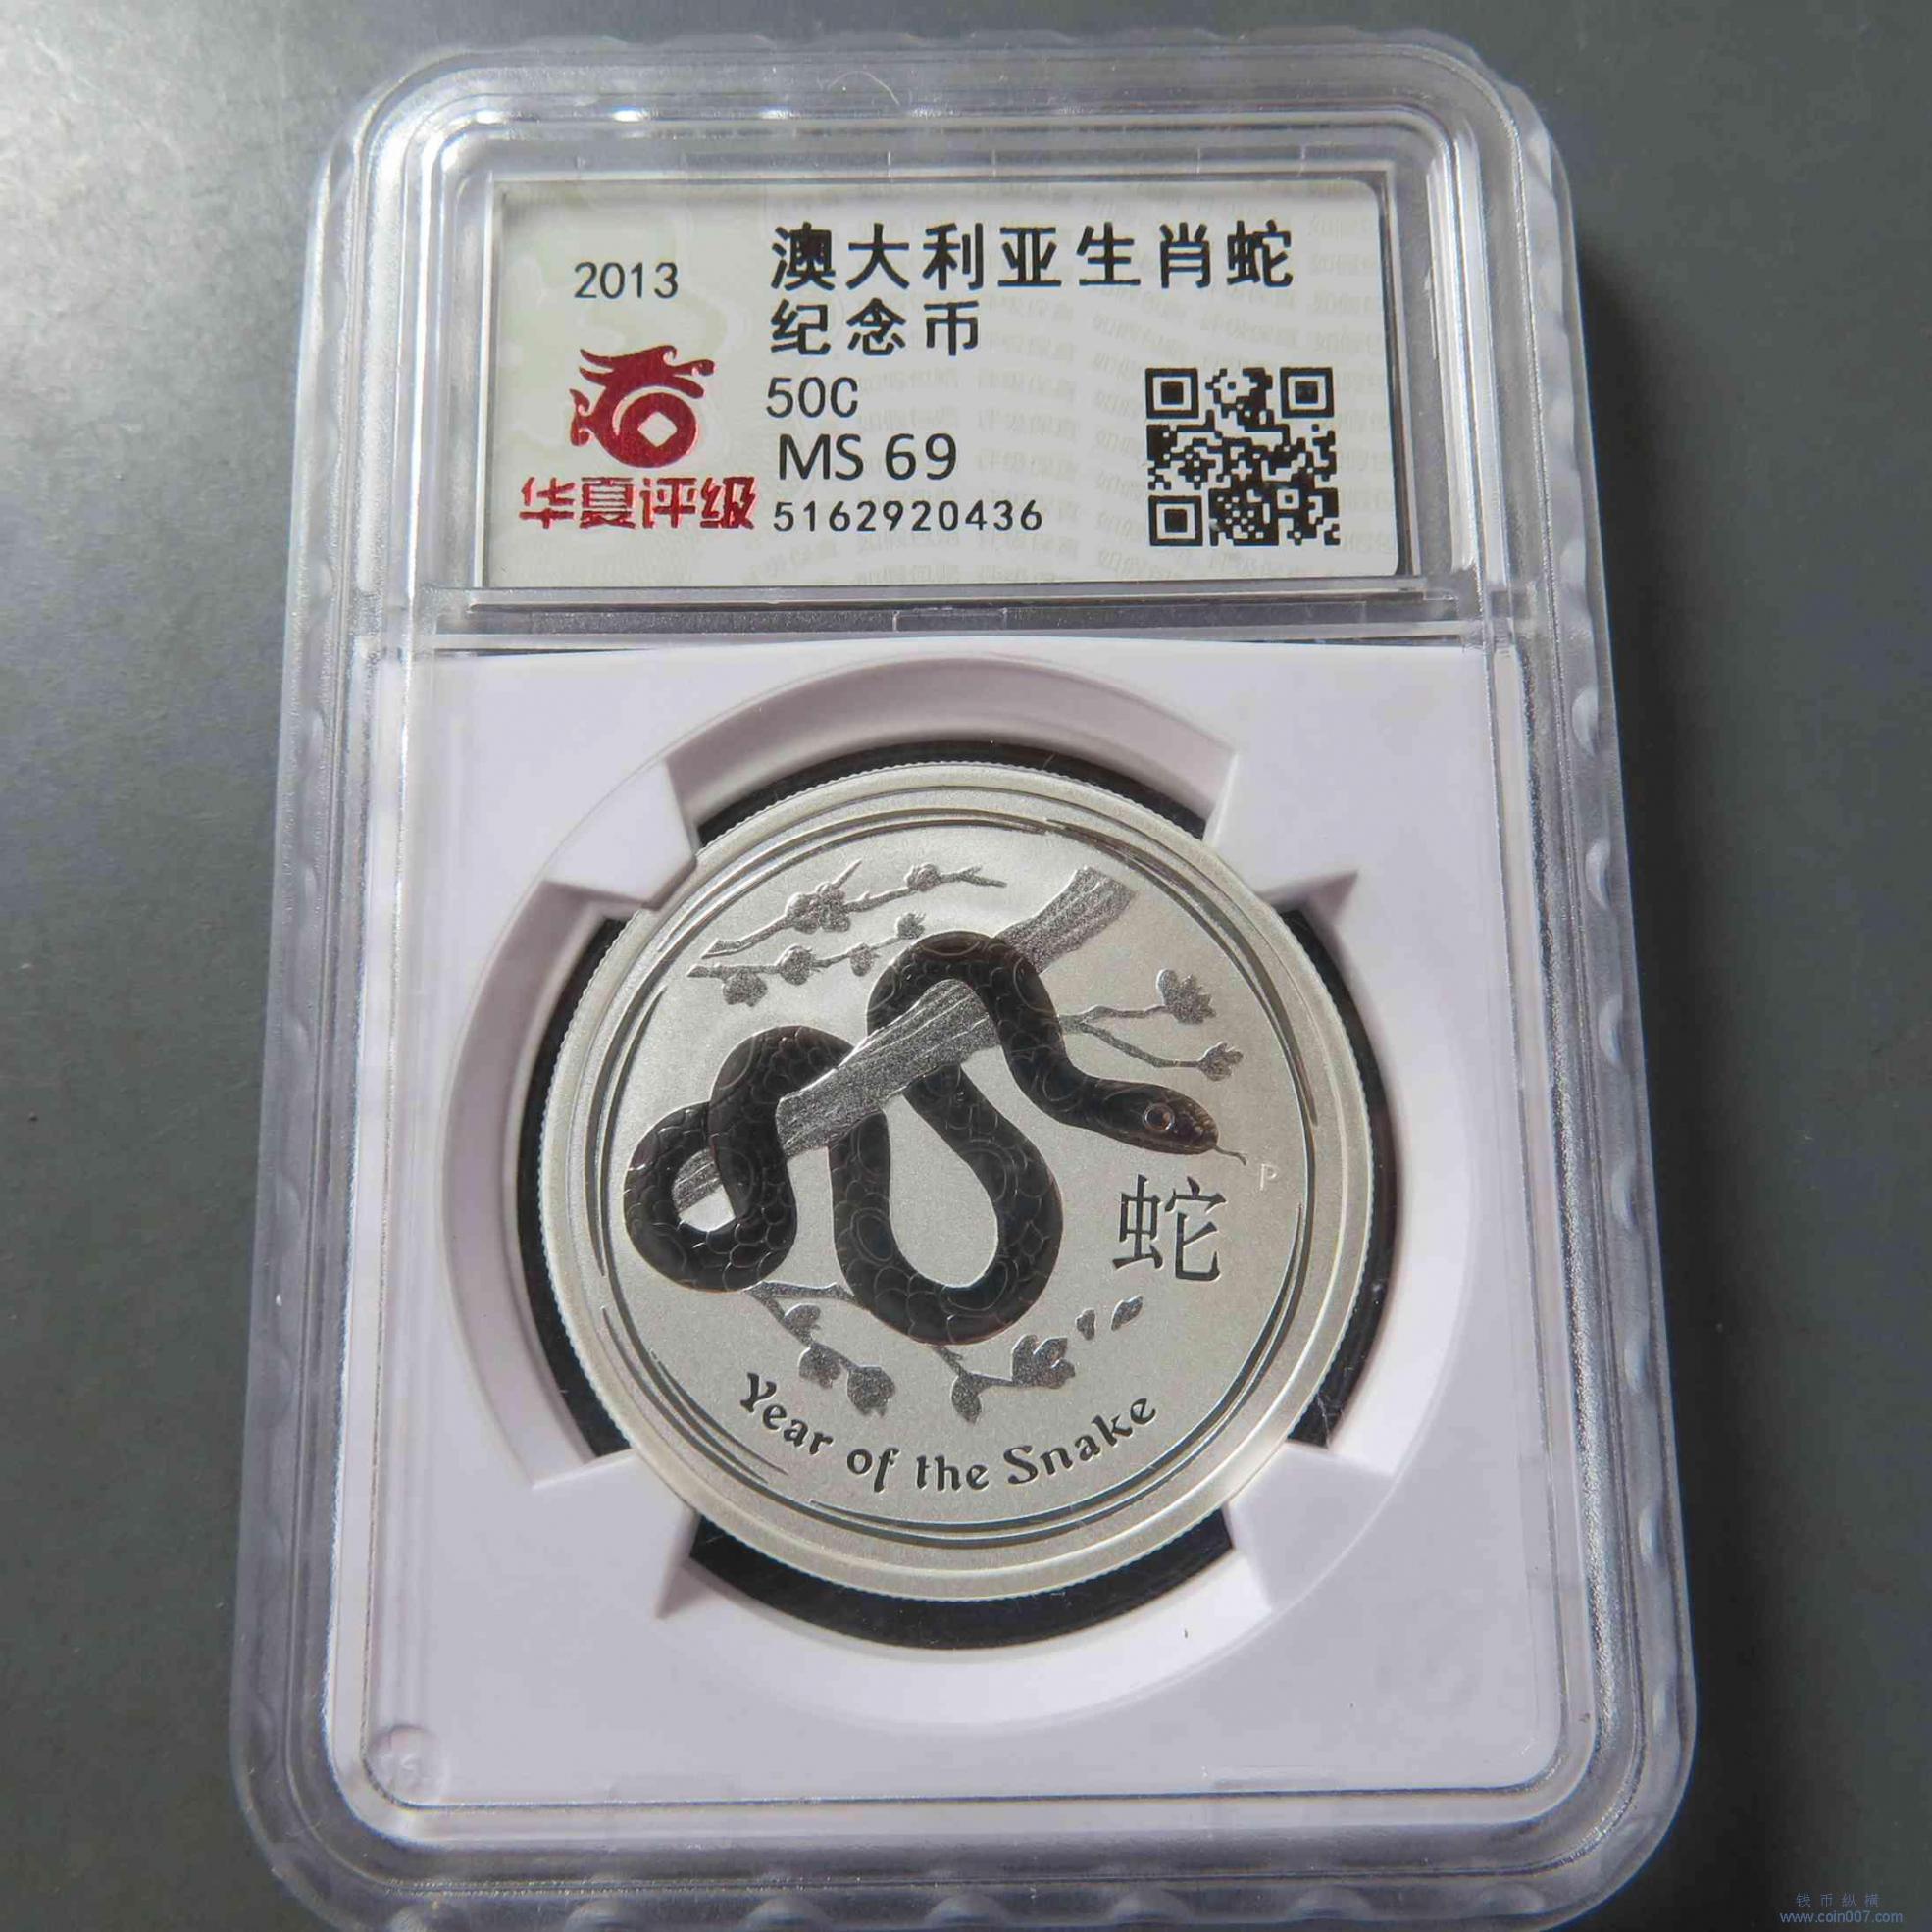 2013
澳大利亚生肖蛇
纪念币
50C
MS 69
华夏评级
5162920436
P
蛇
Year of the Snake
钱币纵横
www.coin007.com